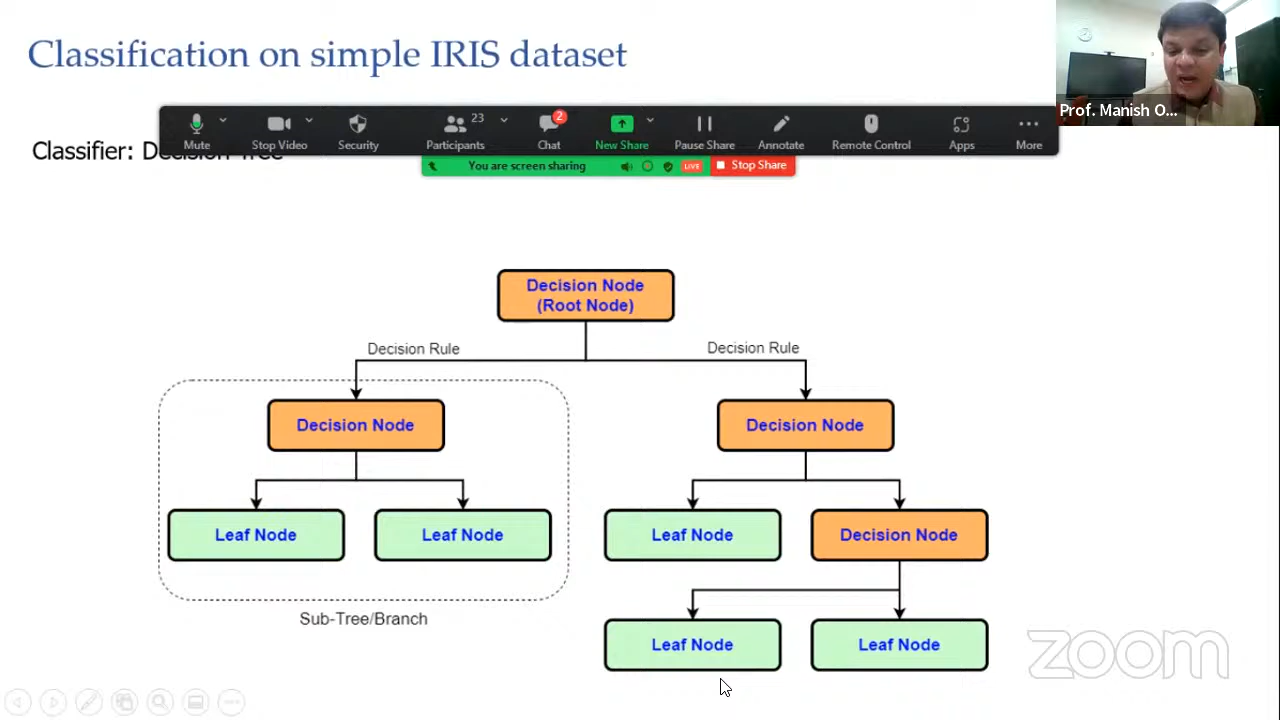 Classification on simple IRIS dataset
Prof. Manish O...
Mute
Stop Video
Security
Participants
23
Chat
2
New Share
Pause Share
Annotate
Remote Control
Apps
More
You are screen sharing
LIVE
Stop Share
Classifier: Decision Tree
Decision Node
(Root Node)
Decision Rule
Decision Rule
Decision Node
Decision Node
Leaf Node
Leaf Node
Leaf Node
Decision Node
Sub-Tree/Branch
Leaf Node
Leaf Node
zoom